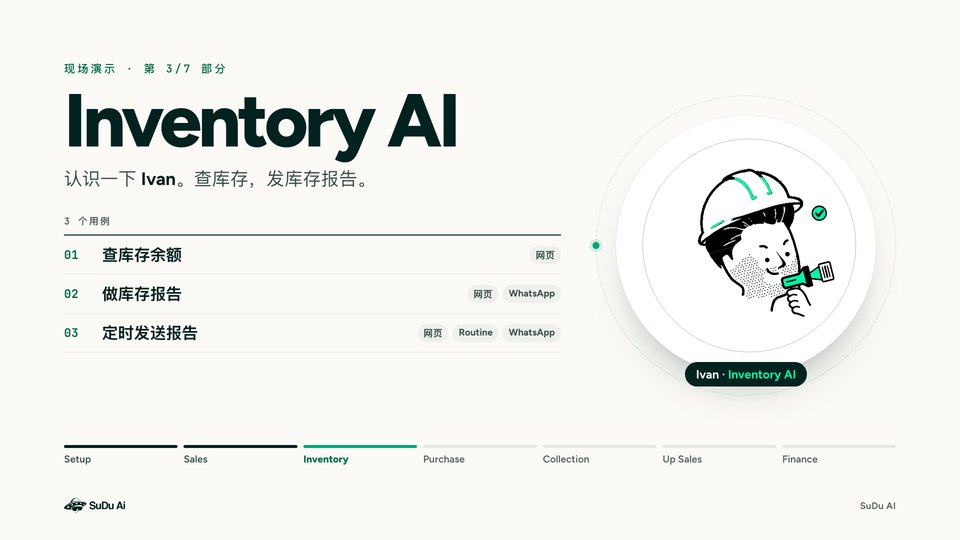 现场演示 · 第 3/7 部分
Inventory AI
认识一下 Ivan。查库存，发库存报告。
3 个用例
01 查库存余额 网页
02 做库存报告 网页 WhatsApp
03 定时发送报告 网页 Routine WhatsApp
Ivan · Inventory AI
Setup Sales Inventory Purchase Collection Up Sales Finance
SuDu Ai
SuDu AI